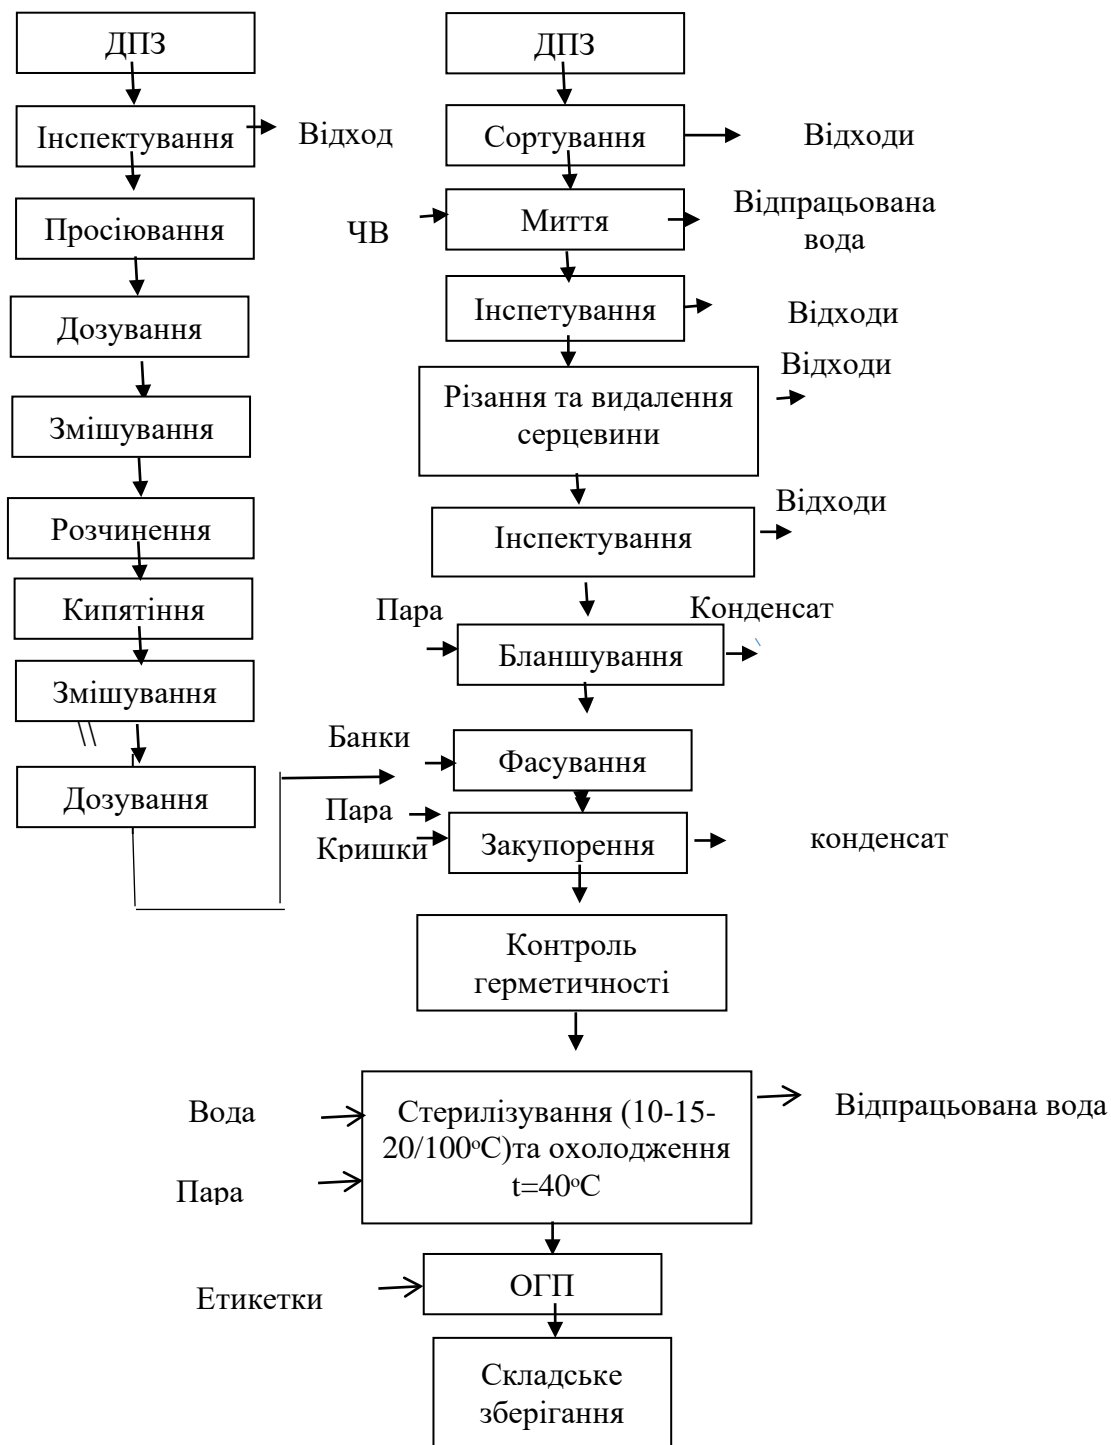 ДПЗ
ДПЗ
Інспектування
Відход
Сортування
Відходи
Просіювання
ЧВ
Миття
Відпрацьована
вода
Дозування
Інспетування
Відходи
Відходи
Змішування
Різання та видалення
серцевини
Розчинення
Інспектування
Відходи
Кипятіння
Пара
Конденсат
Змішування
Бланшування
Дозування
Банки
Фасування
Пара
Кришки
Закупорення
конденсат
Контроль
герметичності
Вода
Пара
Стерилізування (10-15-
20/100°С)та охолодження
t=40°С
Відпрацьована вода
Етикетки
ОГП
Складське
зберігання